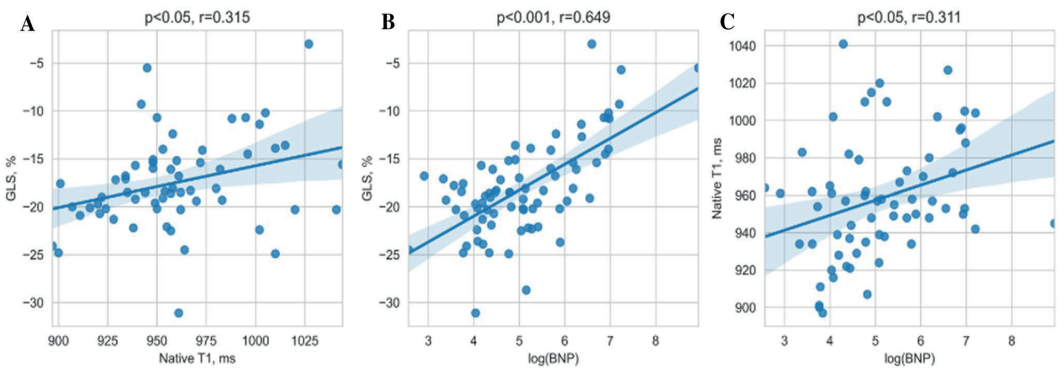 A
p<0.05, r=0.315
GLS, %
−5
−10
−15
−20
−25
−30
900 925 950 975 1000 1025
Native T1, ms
B
p<0.001, r=0.649
GLS, %
−5
−10
−15
−20
−25
−30
3 4 5 6 7 8
log(BNP)
C
p<0.05, r=0.311
Native T1, ms
1040
1020
1000
980
960
940
920
900
3 4 5 6 7 8
log(BNP)